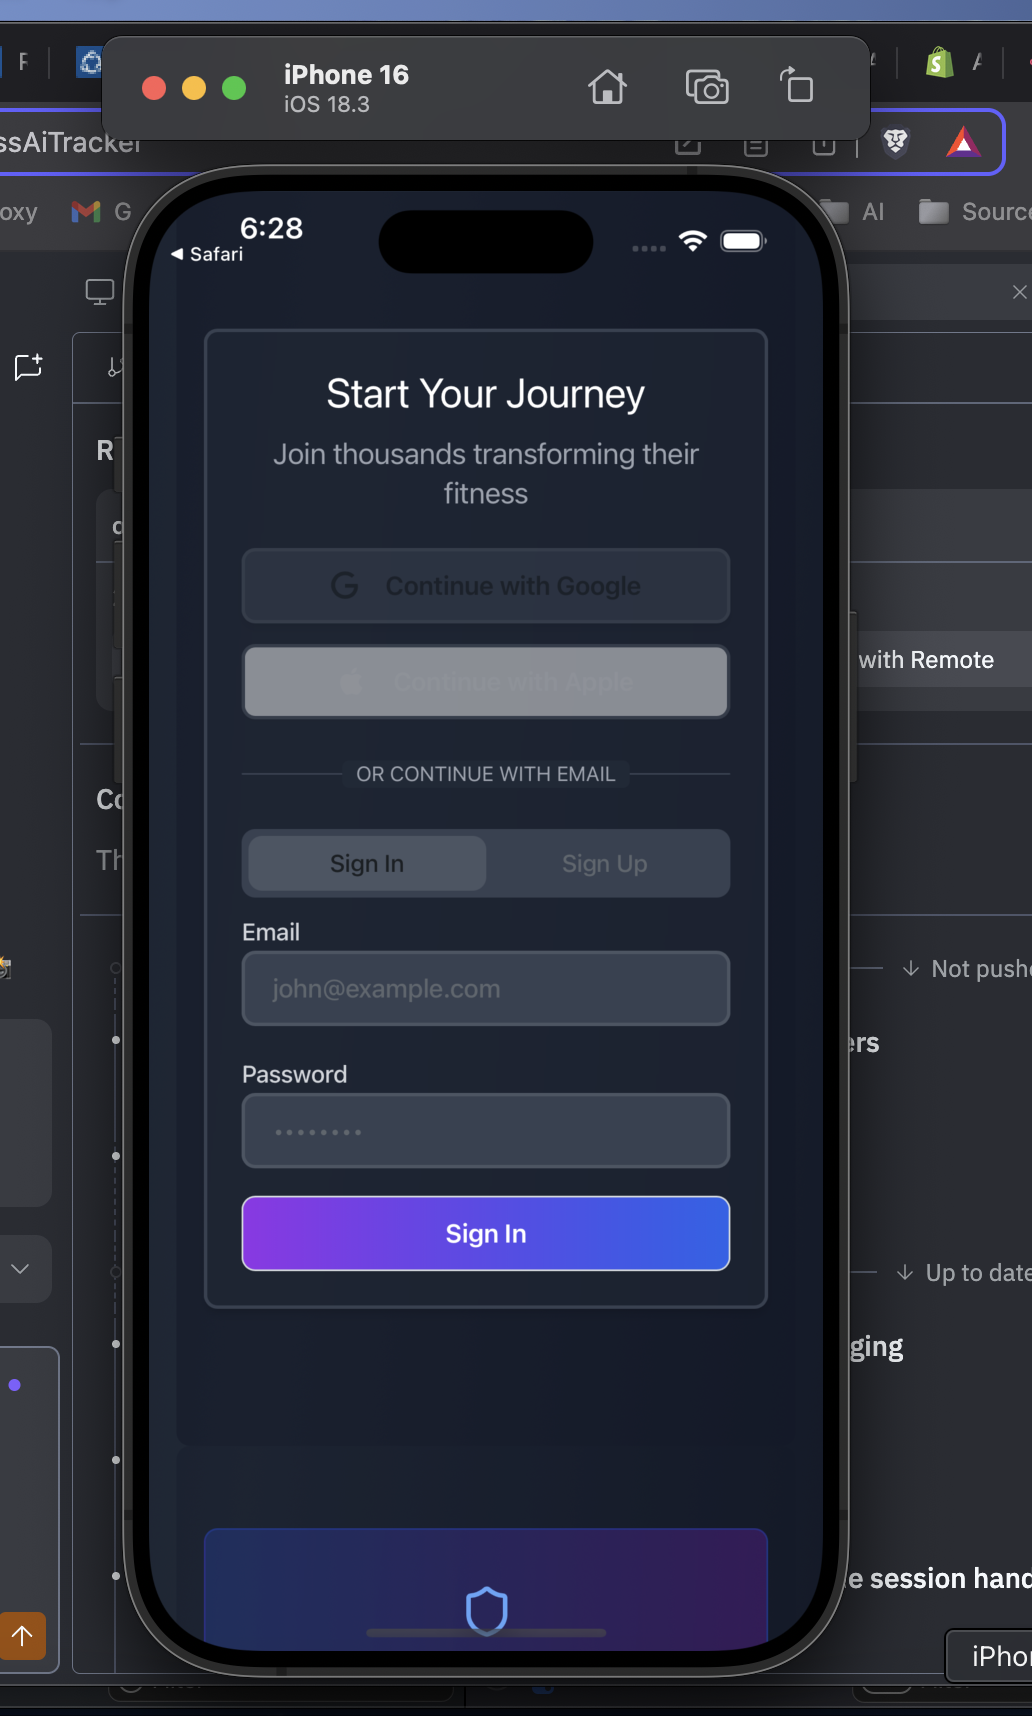 iPhone 16
iOS 18.3
ssAiTracker
oxy
G
AI
Source
6:28
◀ Safari
Start Your Journey
Join thousands transforming their
fitness
Continue with Google
Continue with Apple
with Remote
OR CONTINUE WITH EMAIL
Sign In
Sign Up
Email
john@example.com
Not pushe
ers
Password
Sign In
Up to date
ging
e session hand
iPho